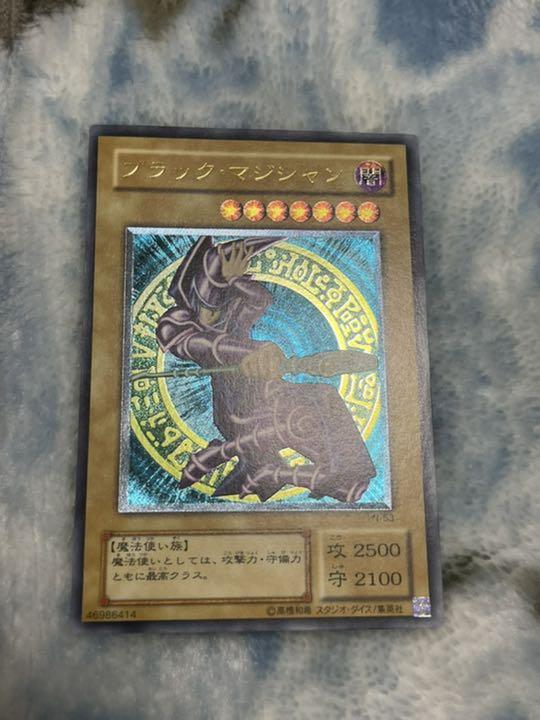 ブラック・マジシャン
闇
【魔法使い族】
魔法使いとしては、攻撃力・守備力
ともに最高クラス。
攻 2500
守 2100
46986414
©高橋和希 スタジオ・ダイス/集英社